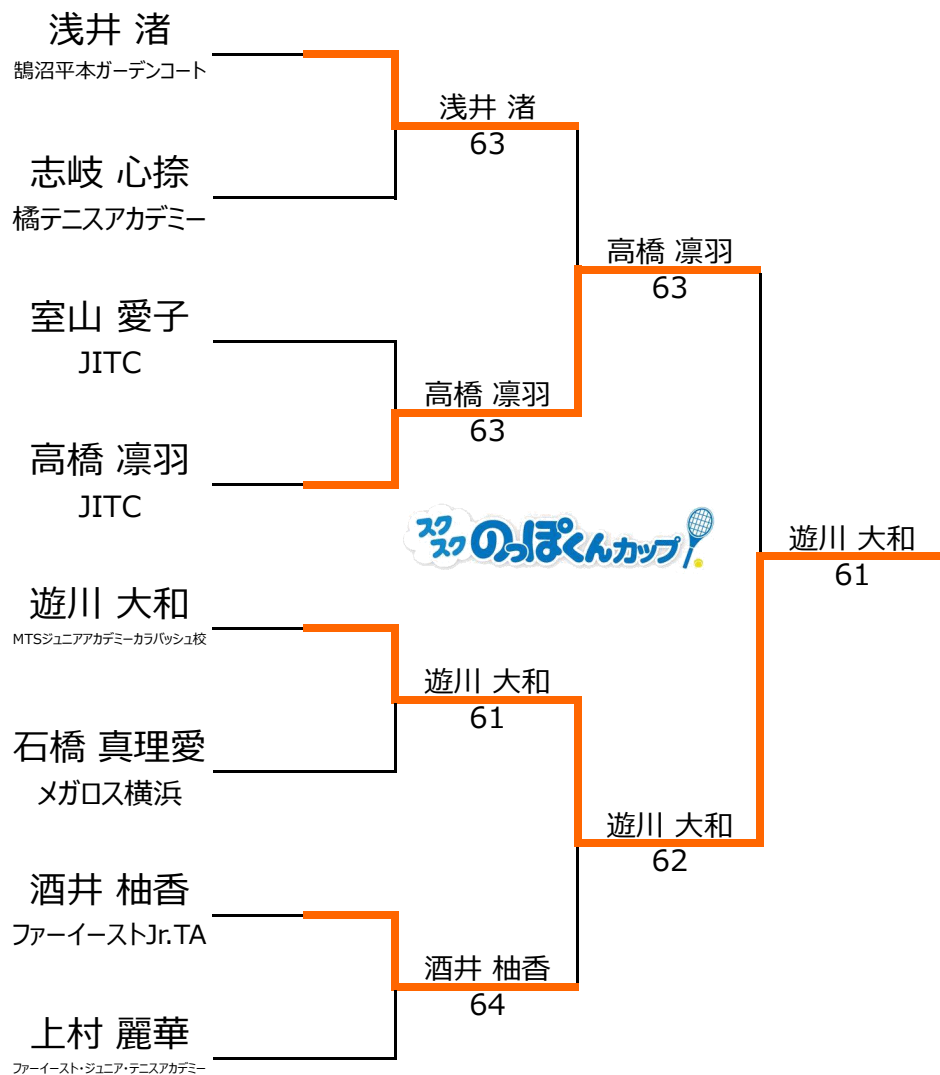 浅井 渚
鵠沼平本ガーデンコート
浅井 渚
63
志岐 心捺
橘テニスアカデミー
高橋 凛羽
63
室山 愛子
JITC
高橋 凛羽
63
高橋 凛羽
JITC
スクスク のっぽくんカップ
遊川 大和
61
遊川 大和
MTSジュニアアカデミーカラバッシュ校
遊川 大和
61
石橋 真理愛
メガロス横浜
遊川 大和
62
酒井 柚香
ファーイーストJr.TA
酒井 柚香
64
上村 麗華
ファーイースト・ジュニア・テニスアカデミー